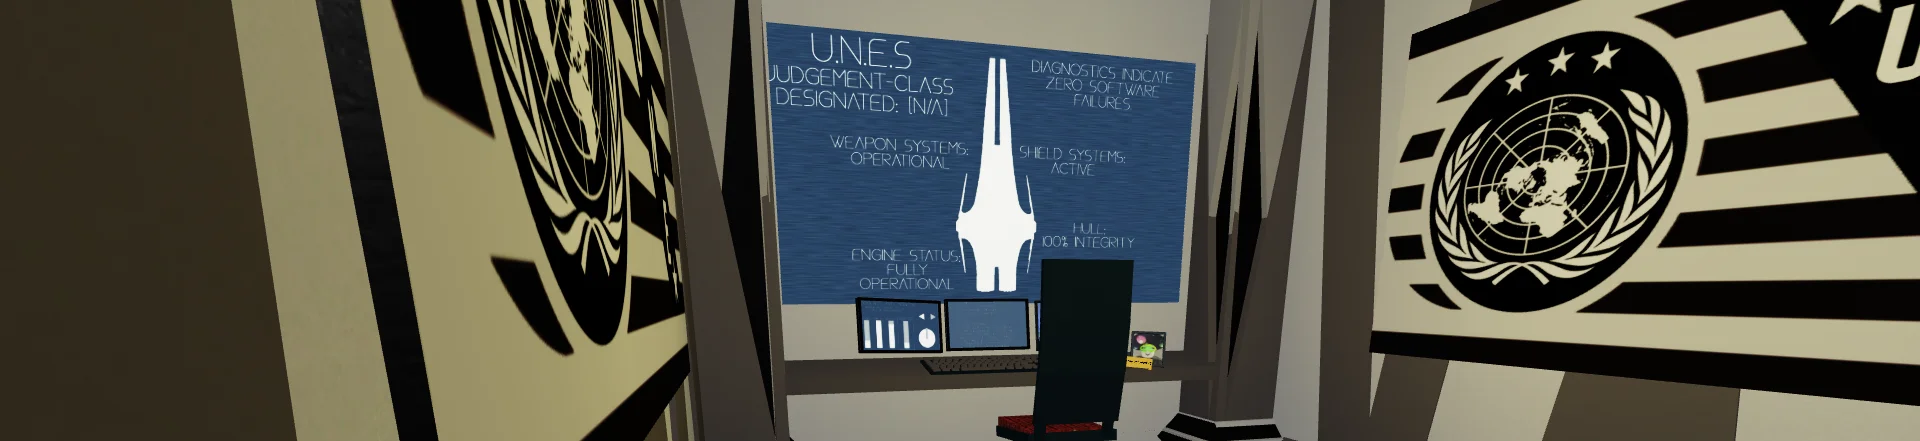 U.N.E.S
JUDGEMENT-CLASS
DESIGNATED: [N/A]
DIAGNOSTICS INDICATE
ZERO SOFTWARE
FAILURES
WEAPON SYSTEMS:
OPERATIONAL
SHIELD SYSTEMS:
ACTIVE
HULL:
100% INTEGRITY
ENGINE STATUS:
FULLY
OPERATIONAL